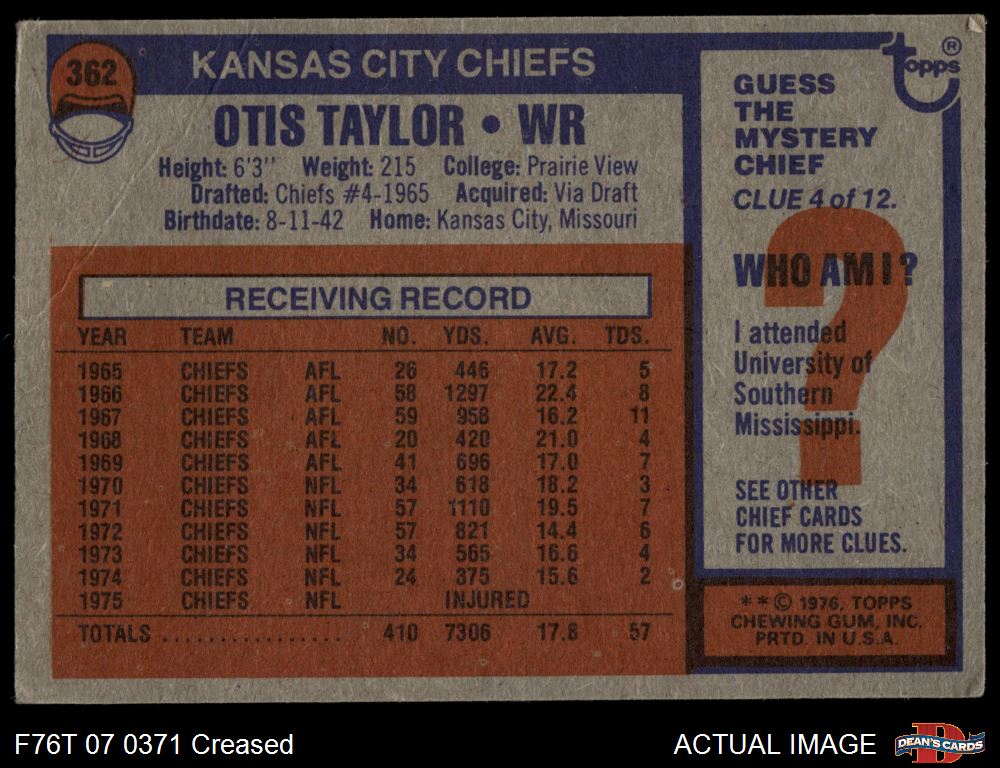 362
KANSAS CITY CHIEFS
OTIS TAYLOR • WR
Height: 6'3" Weight: 215 College: Prairie View
Drafted: Chiefs #4-1965 Acquired: Via Draft
Birthdate: 8-11-42 Home: Kansas City, Missouri
RECEIVING RECORD
YEAR TEAM NO. YDS. AVG. TDS.
1965 CHIEFS AFL 26 446 17.2 5
1966 CHIEFS AFL 58 1297 22.4 8
1967 CHIEFS AFL 59 958 16.2 11
1968 CHIEFS AFL 20 420 21.0 4
1969 CHIEFS AFL 41 696 17.0 7
1970 CHIEFS NFL 34 618 18.2 3
1971 CHIEFS NFL 57 1110 19.5 7
1972 CHIEFS NFL 57 821 14.4 6
1973 CHIEFS NFL 34 565 16.6 4
1974 CHIEFS NFL 24 375 15.6 2
1975 CHIEFS NFL INJURED
TOTALS .................. 410 7306 17.8 57
topps ®
GUESS
THE
MYSTERY
CHIEF
CLUE 4 of 12.
WHO AM I?
?
I attended
University of
Southern
Mississippi.
SEE OTHER
CHIEF CARDS
FOR MORE CLUES.
* * © 1976, TOPPS
CHEWING GUM, INC.
PRTD. IN U.S.A.
F76T 07 0371 Creased
ACTUAL IMAGE
DEAN'S CARDS